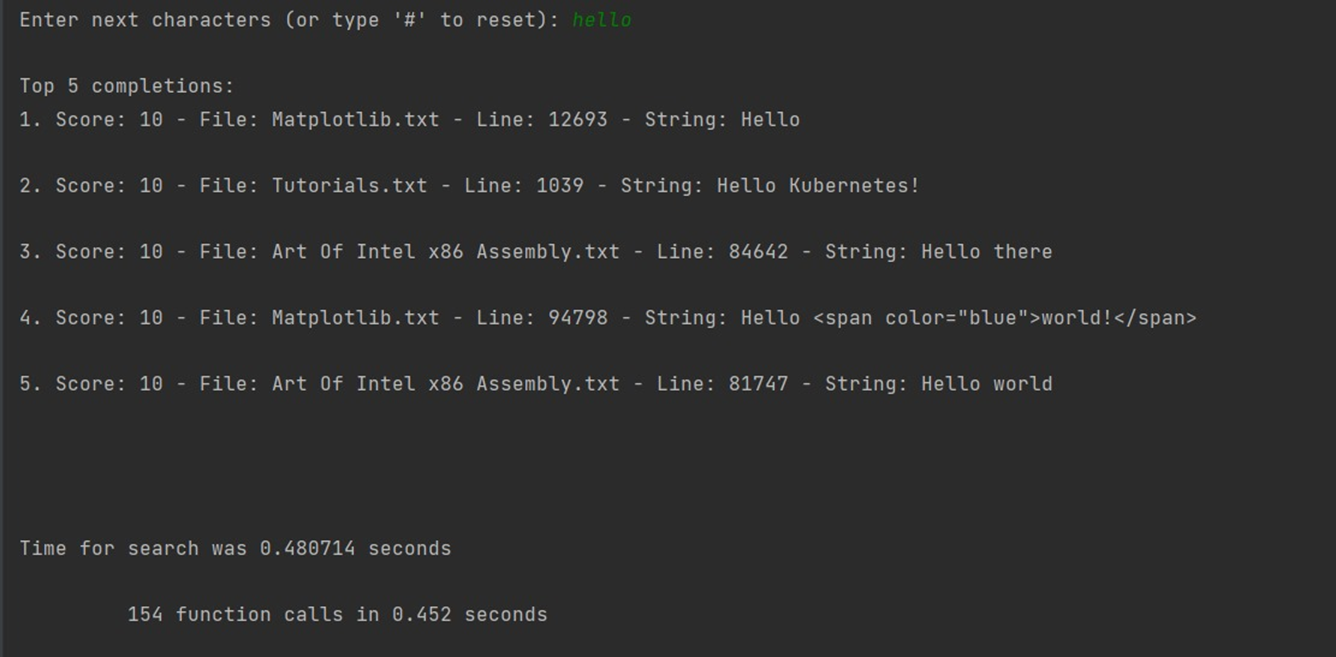 Enter next characters (or type '#' to reset): hello
Top 5 completions:
1. Score: 10 - File: Matplotlib.txt - Line: 12693 - String: Hello
2. Score: 10 - File: Tutorials.txt - Line: 1039 - String: Hello Kubernetes!
3. Score: 10 - File: Art Of Intel x86 Assembly.txt - Line: 84642 - String: Hello there
4. Score: 10 - File: Matplotlib.txt - Line: 94798 - String: Hello <span color="blue">world!</span>
5. Score: 10 - File: Art Of Intel x86 Assembly.txt - Line: 81747 - String: Hello world
Time for search was 0.480714 seconds
154 function calls in 0.452 seconds